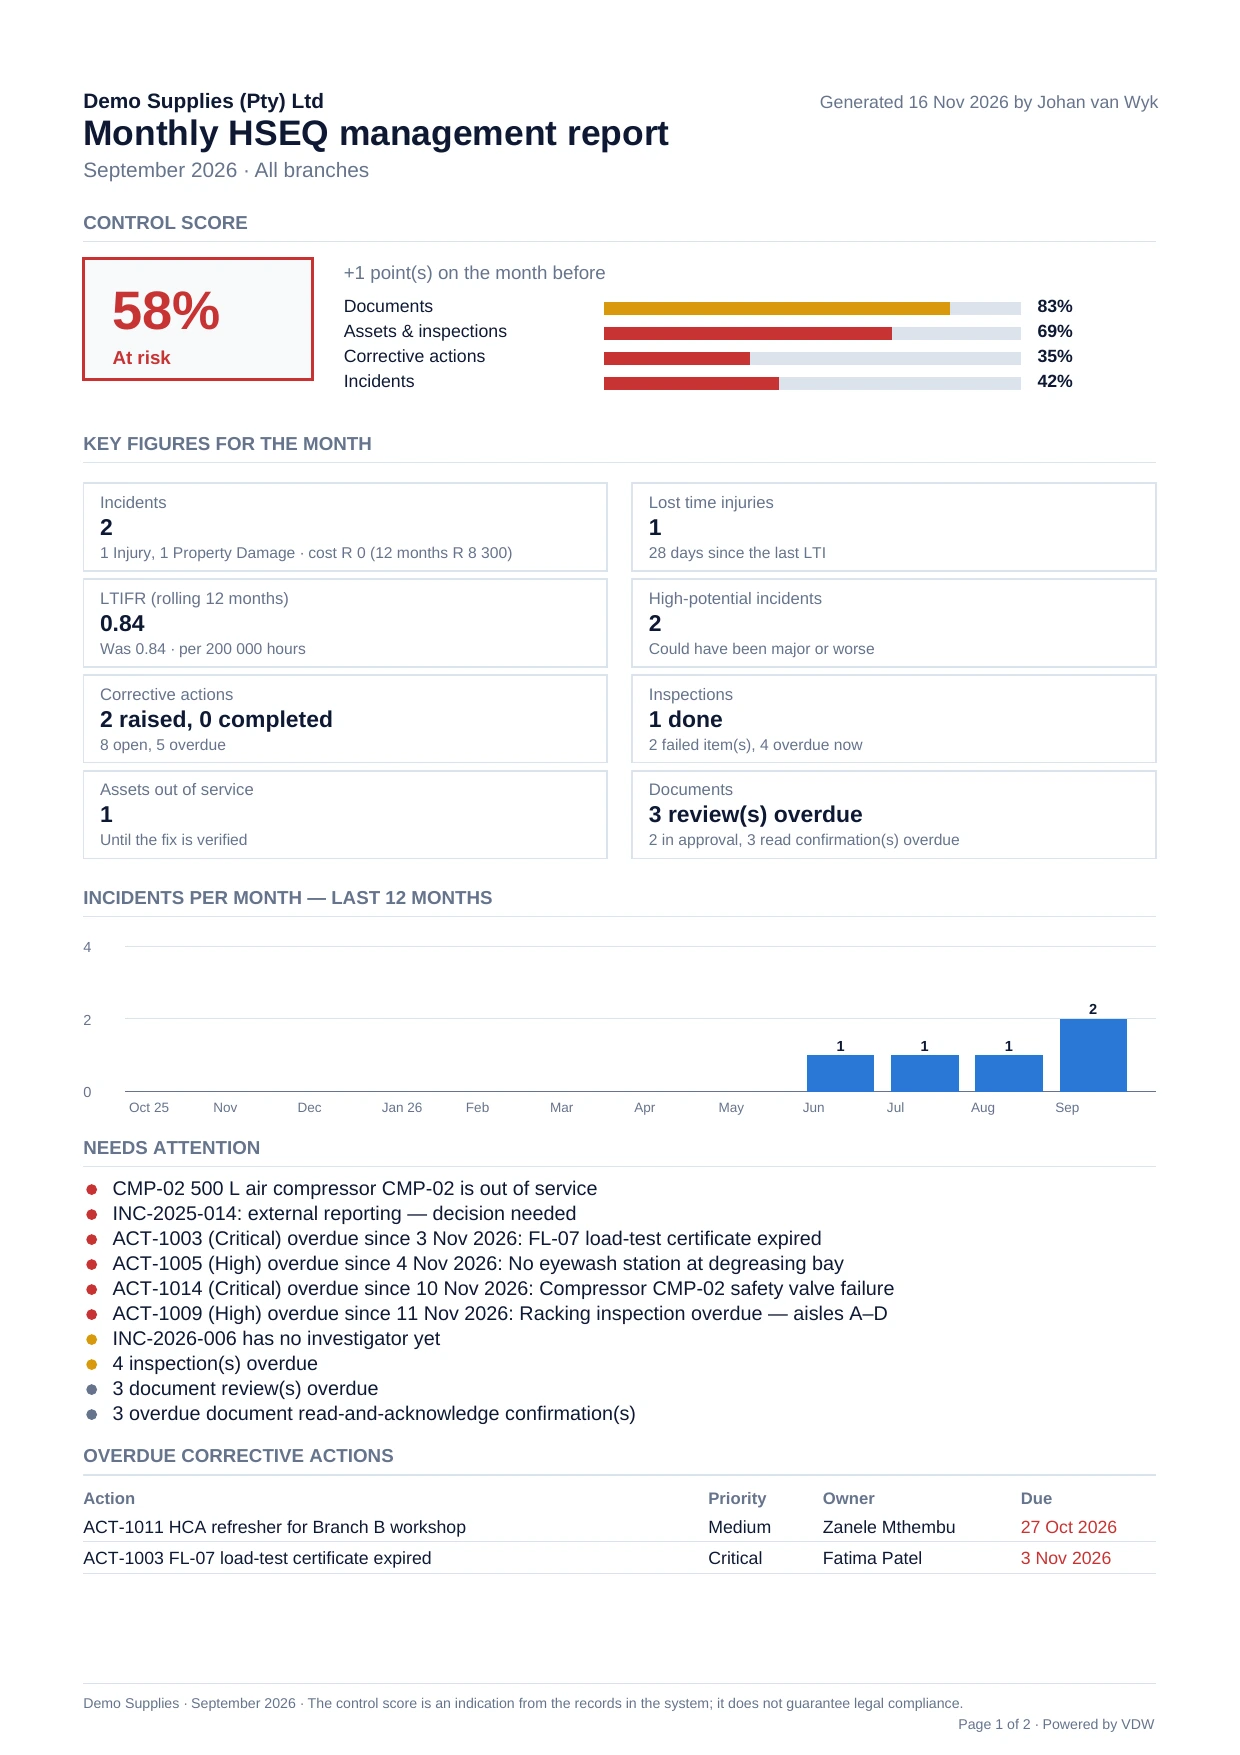 Demo Supplies (Pty) Ltd
Generated 16 Nov 2026 by Johan van Wyk
Monthly HSEQ management report
September 2026 · All branches
CONTROL SCORE
58%
At risk
+1 point(s) on the month before
Documents 83%
Assets & inspections 69%
Corrective actions 35%
Incidents 42%
KEY FIGURES FOR THE MONTH
Incidents
2
1 Injury, 1 Property Damage · cost R 0 (12 months R 8 300)
Lost time injuries
1
28 days since the last LTI
LTIFR (rolling 12 months)
0.84
Was 0.84 · per 200 000 hours
High-potential incidents
2
Could have been major or worse
Corrective actions
2 raised, 0 completed
8 open, 5 overdue
Inspections
1 done
2 failed item(s), 4 overdue now
Assets out of service
1
Until the fix is verified
Documents
3 review(s) overdue
2 in approval, 3 read confirmation(s) overdue
INCIDENTS PER MONTH — LAST 12 MONTHS
4
2
0
1 1 1 2
Oct 25 Nov Dec Jan 26 Feb Mar Apr May Jun Jul Aug Sep
NEEDS ATTENTION
CMP-02 500 L air compressor CMP-02 is out of service
INC-2025-014: external reporting — decision needed
ACT-1003 (Critical) overdue since 3 Nov 2026: FL-07 load-test certificate expired
ACT-1005 (High) overdue since 4 Nov 2026: No eyewash station at degreasing bay
ACT-1014 (Critical) overdue since 10 Nov 2026: Compressor CMP-02 safety valve failure
ACT-1009 (High) overdue since 11 Nov 2026: Racking inspection overdue — aisles A–D
INC-2026-006 has no investigator yet
4 inspection(s) overdue
3 document review(s) overdue
3 overdue document read-and-acknowledge confirmation(s)
OVERDUE CORRECTIVE ACTIONS
Action Priority Owner Due
ACT-1011 HCA refresher for Branch B workshop Medium Zanele Mthembu 27 Oct 2026
ACT-1003 FL-07 load-test certificate expired Critical Fatima Patel 3 Nov 2026
Demo Supplies · September 2026 · The control score is an indication from the records in the system; it does not guarantee legal compliance.
Page 1 of 2 · Powered by VDW